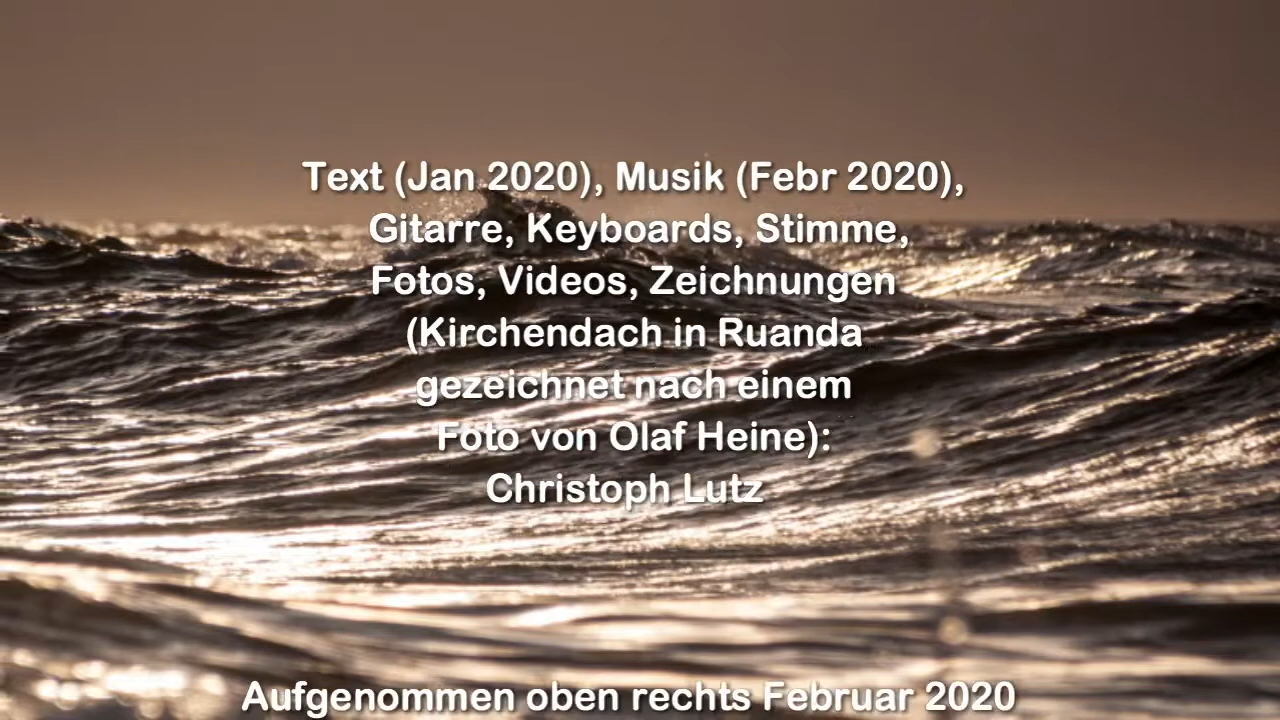 Text (Jan 2020), Musik (Febr 2020),
Gitarre, Keyboards, Stimme,
Fotos, Videos, Zeichnungen
(Kirchendach in Ruanda
gezeichnet nach einem
Foto von Olaf Heine):
Christoph Lutz
Aufgenommen oben rechts Februar 2020